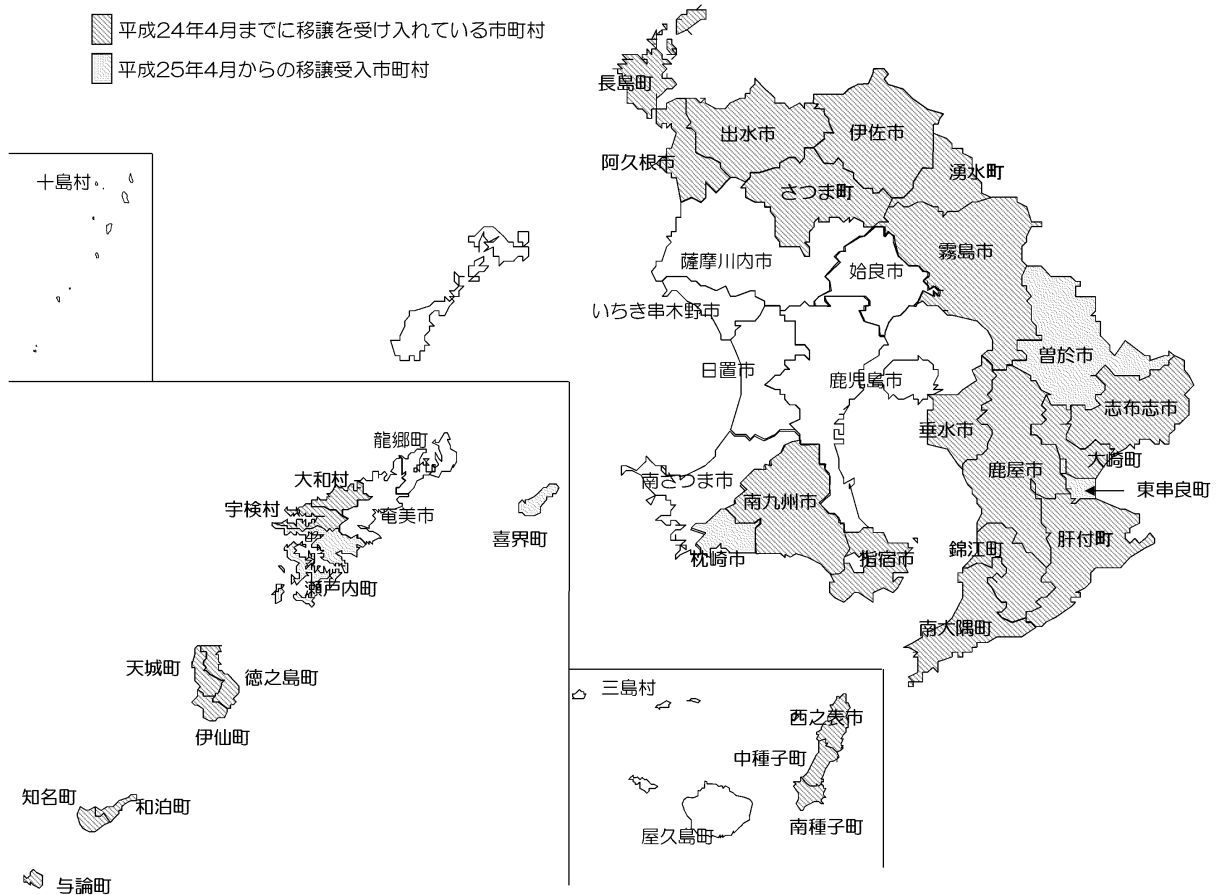 平成24年4月までに移譲を受け入れている市町村
平成25年4月からの移譲受入市町村
長島町
出水市
伊佐市
阿久根市
さつま町
湧水町
十島村
霧島市
薩摩川内市
姶良市
いちき串木野市
曽於市
日置市
鹿児島市
志布志市
垂水市
龍郷町
大崎町
鹿屋市
大和村
南さつま市
東串良町
宇検村
奄美市
南九州市
喜界町
肝付町
錦江町
枕崎市
指宿市
瀬戸内町
南大隅町
天城町
徳之島町
三島村
西之表市
伊仙町
中種子町
知名町
和泊町
南種子町
屋久島町
与論町